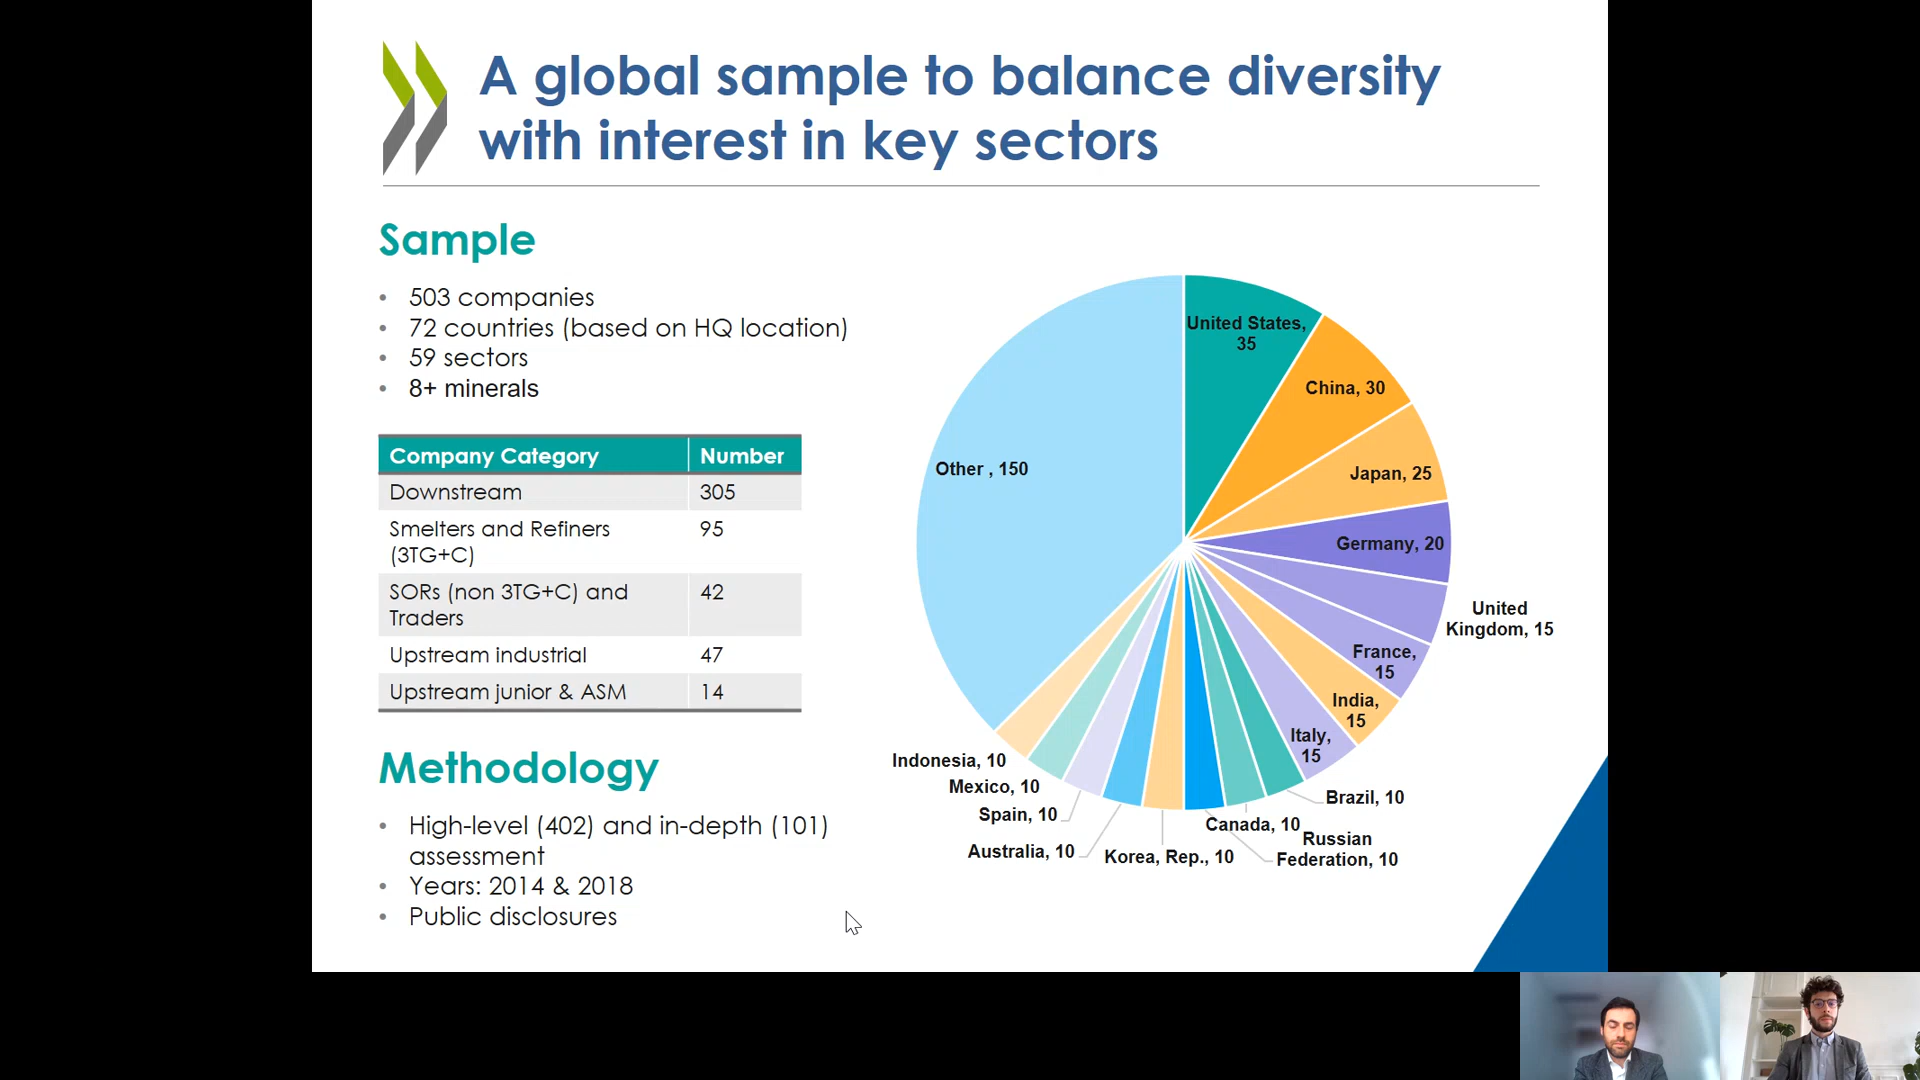 A global sample to balance diversity
with interest in key sectors
Sample
• 503 companies
• 72 countries (based on HQ location)
• 59 sectors
• 8+ minerals
Company Category Number
Downstream 305
Smelters and Refiners 95
(3TG+C)
SORs (non 3TG+C) and 42
Traders
Upstream industrial 47
Upstream junior & ASM 14
Methodology
• High-level (402) and in-depth (101)
assessment
• Years: 2014 & 2018
• Public disclosures
United States,
35
China, 30
Japan, 25
Germany, 20
United
Kingdom, 15
France,
15
India,
15
Italy,
15
Brazil, 10
Canada, 10
Russian
Federation, 10
Korea, Rep., 10
Australia, 10
Spain, 10
Mexico, 10
Indonesia, 10
Other , 150